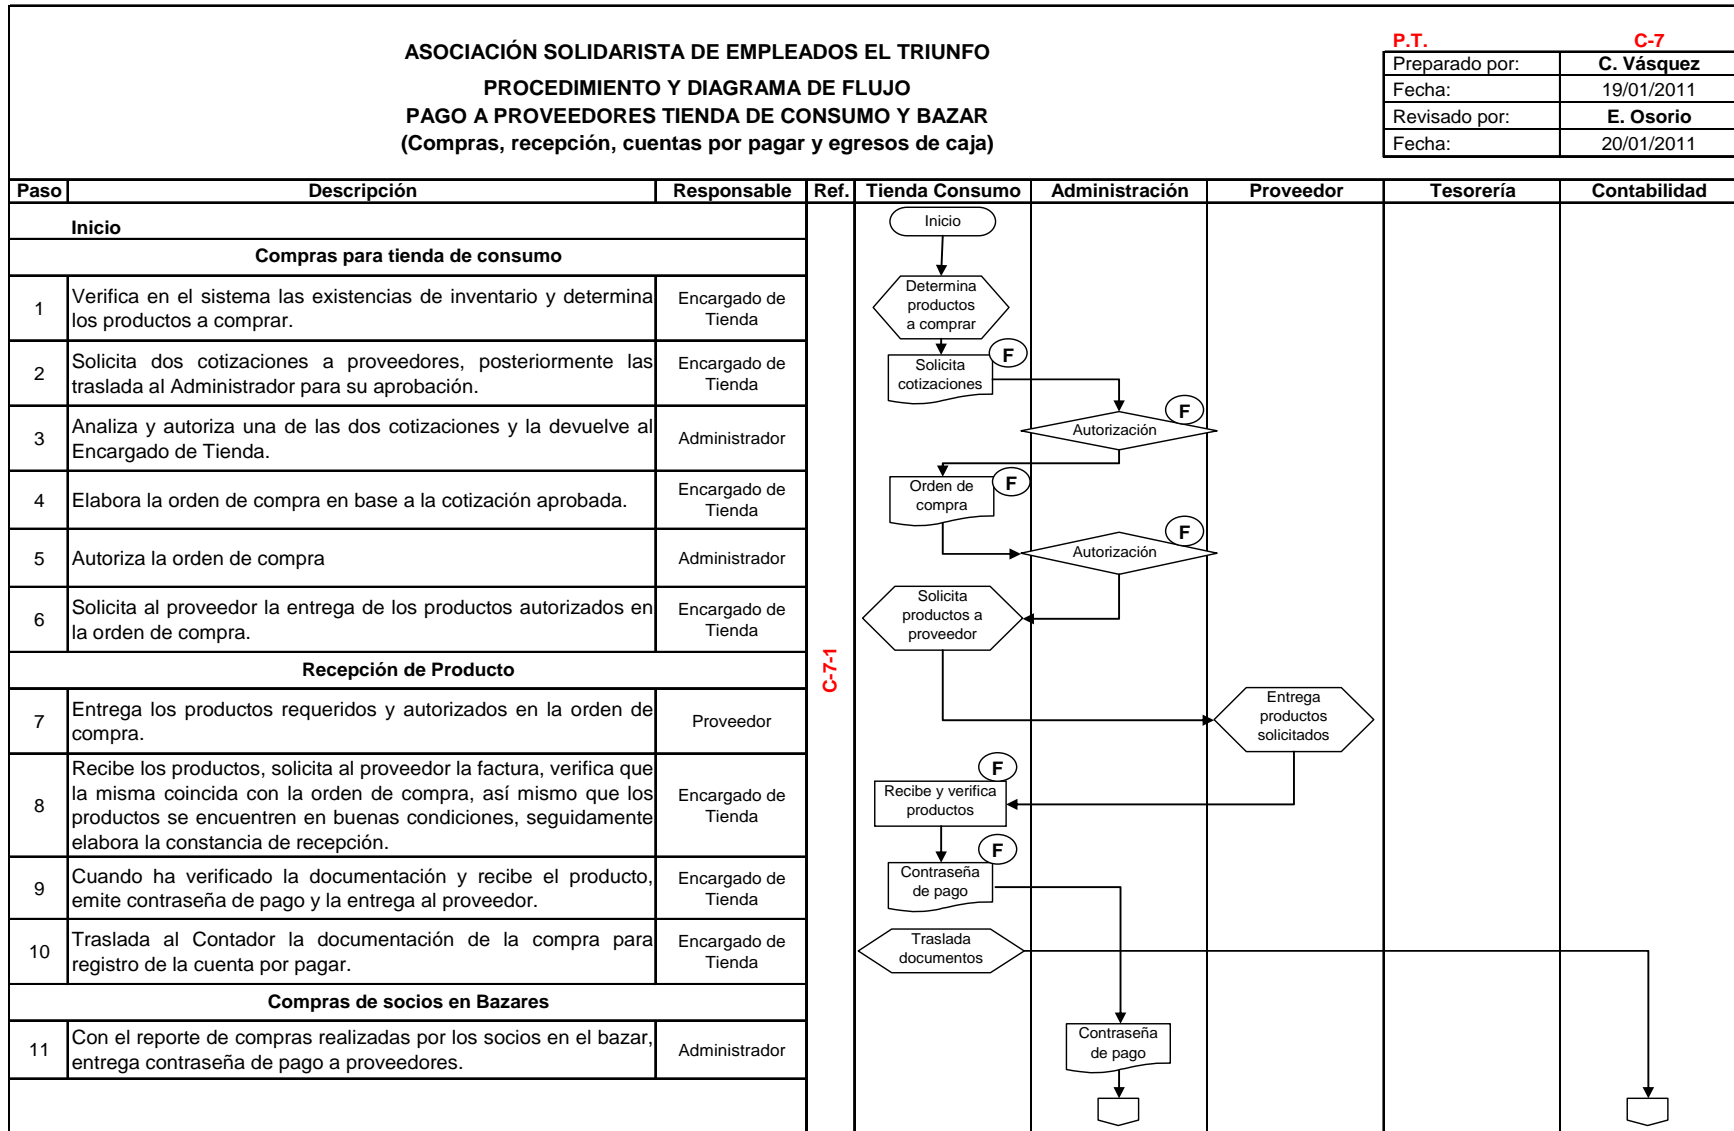 ASOCIACIÓN SOLIDARISTA DE EMPLEADOS EL TRIUNFO
PROCEDIMIENTO Y DIAGRAMA DE FLUJO
PAGO A PROVEEDORES TIENDA DE CONSUMO Y BAZAR
(Compras, recepción, cuentas por pagar y egresos de caja)
P.T. C-7
Preparado por: C. Vásquez
Fecha: 19/01/2011
Revisado por: E. Osorio
Fecha: 20/01/2011
Paso Descripción Responsable Ref. Tienda Consumo Administración Proveedor Tesorería Contabilidad
Inicio
Compras para tienda de consumo
1
Verifica en el sistema las existencias de inventario y determina
los productos a comprar.
Encargado de
Tienda
2
Solicita dos cotizaciones a proveedores, posteriormente las
traslada al Administrador para su aprobación.
Encargado de
Tienda
3
Analiza y autoriza una de las dos cotizaciones y la devuelve al
Encargado de Tienda.
Administrador
4
Elabora la orden de compra en base a la cotización aprobada.
Encargado de
Tienda
5
Autoriza la orden de compra
Administrador
6
Solicita al proveedor la entrega de los productos autorizados en
la orden de compra.
Encargado de
Tienda
Recepción de Producto
7
Entrega los productos requeridos y autorizados en la orden de
compra.
Proveedor
8
Recibe los productos, solicita al proveedor la factura, verifica que
la misma coincida con la orden de compra, así mismo que los
productos se encuentren en buenas condiciones, seguidamente
elabora la constancia de recepción.
Encargado de
Tienda
9
Cuando ha verificado la documentación y recibe el producto,
emite contraseña de pago y la entrega al proveedor.
Encargado de
Tienda
10
Traslada al Contador la documentación de la compra para
registro de la cuenta por pagar.
Encargado de
Tienda
Compras de socios en Bazares
11
Con el reporte de compras realizadas por los socios en el bazar,
entrega contraseña de pago a proveedores.
Administrador
C-7-1
Inicio
Determina
productos
a comprar
F
Solicita
cotizaciones
F
Autorización
F
Orden de
compra
F
Autorización
Solicita
productos a
proveedor
Entrega
productos
solicitados
F
Recibe y verifica
productos
F
Contraseña
de pago
Traslada
documentos
Contraseña
de pago